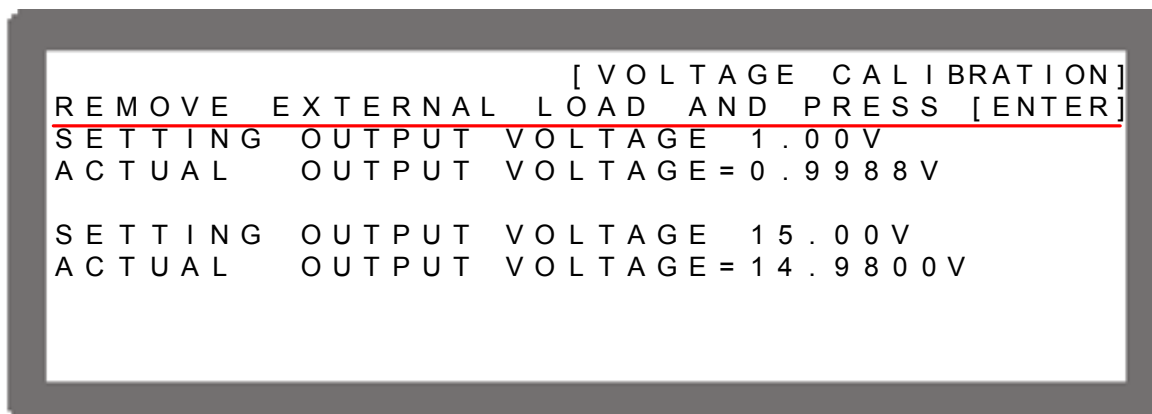 [VOLTAGE CALIBRATION]
REMOVE EXTERNAL LOAD AND PRESS [ENTER]
SETTING OUTPUT VOLTAGE 1.00V
ACTUAL OUTPUT VOLTAGE=0.9988V
SETTING OUTPUT VOLTAGE 15.00V
ACTUAL OUTPUT VOLTAGE=14.9800V